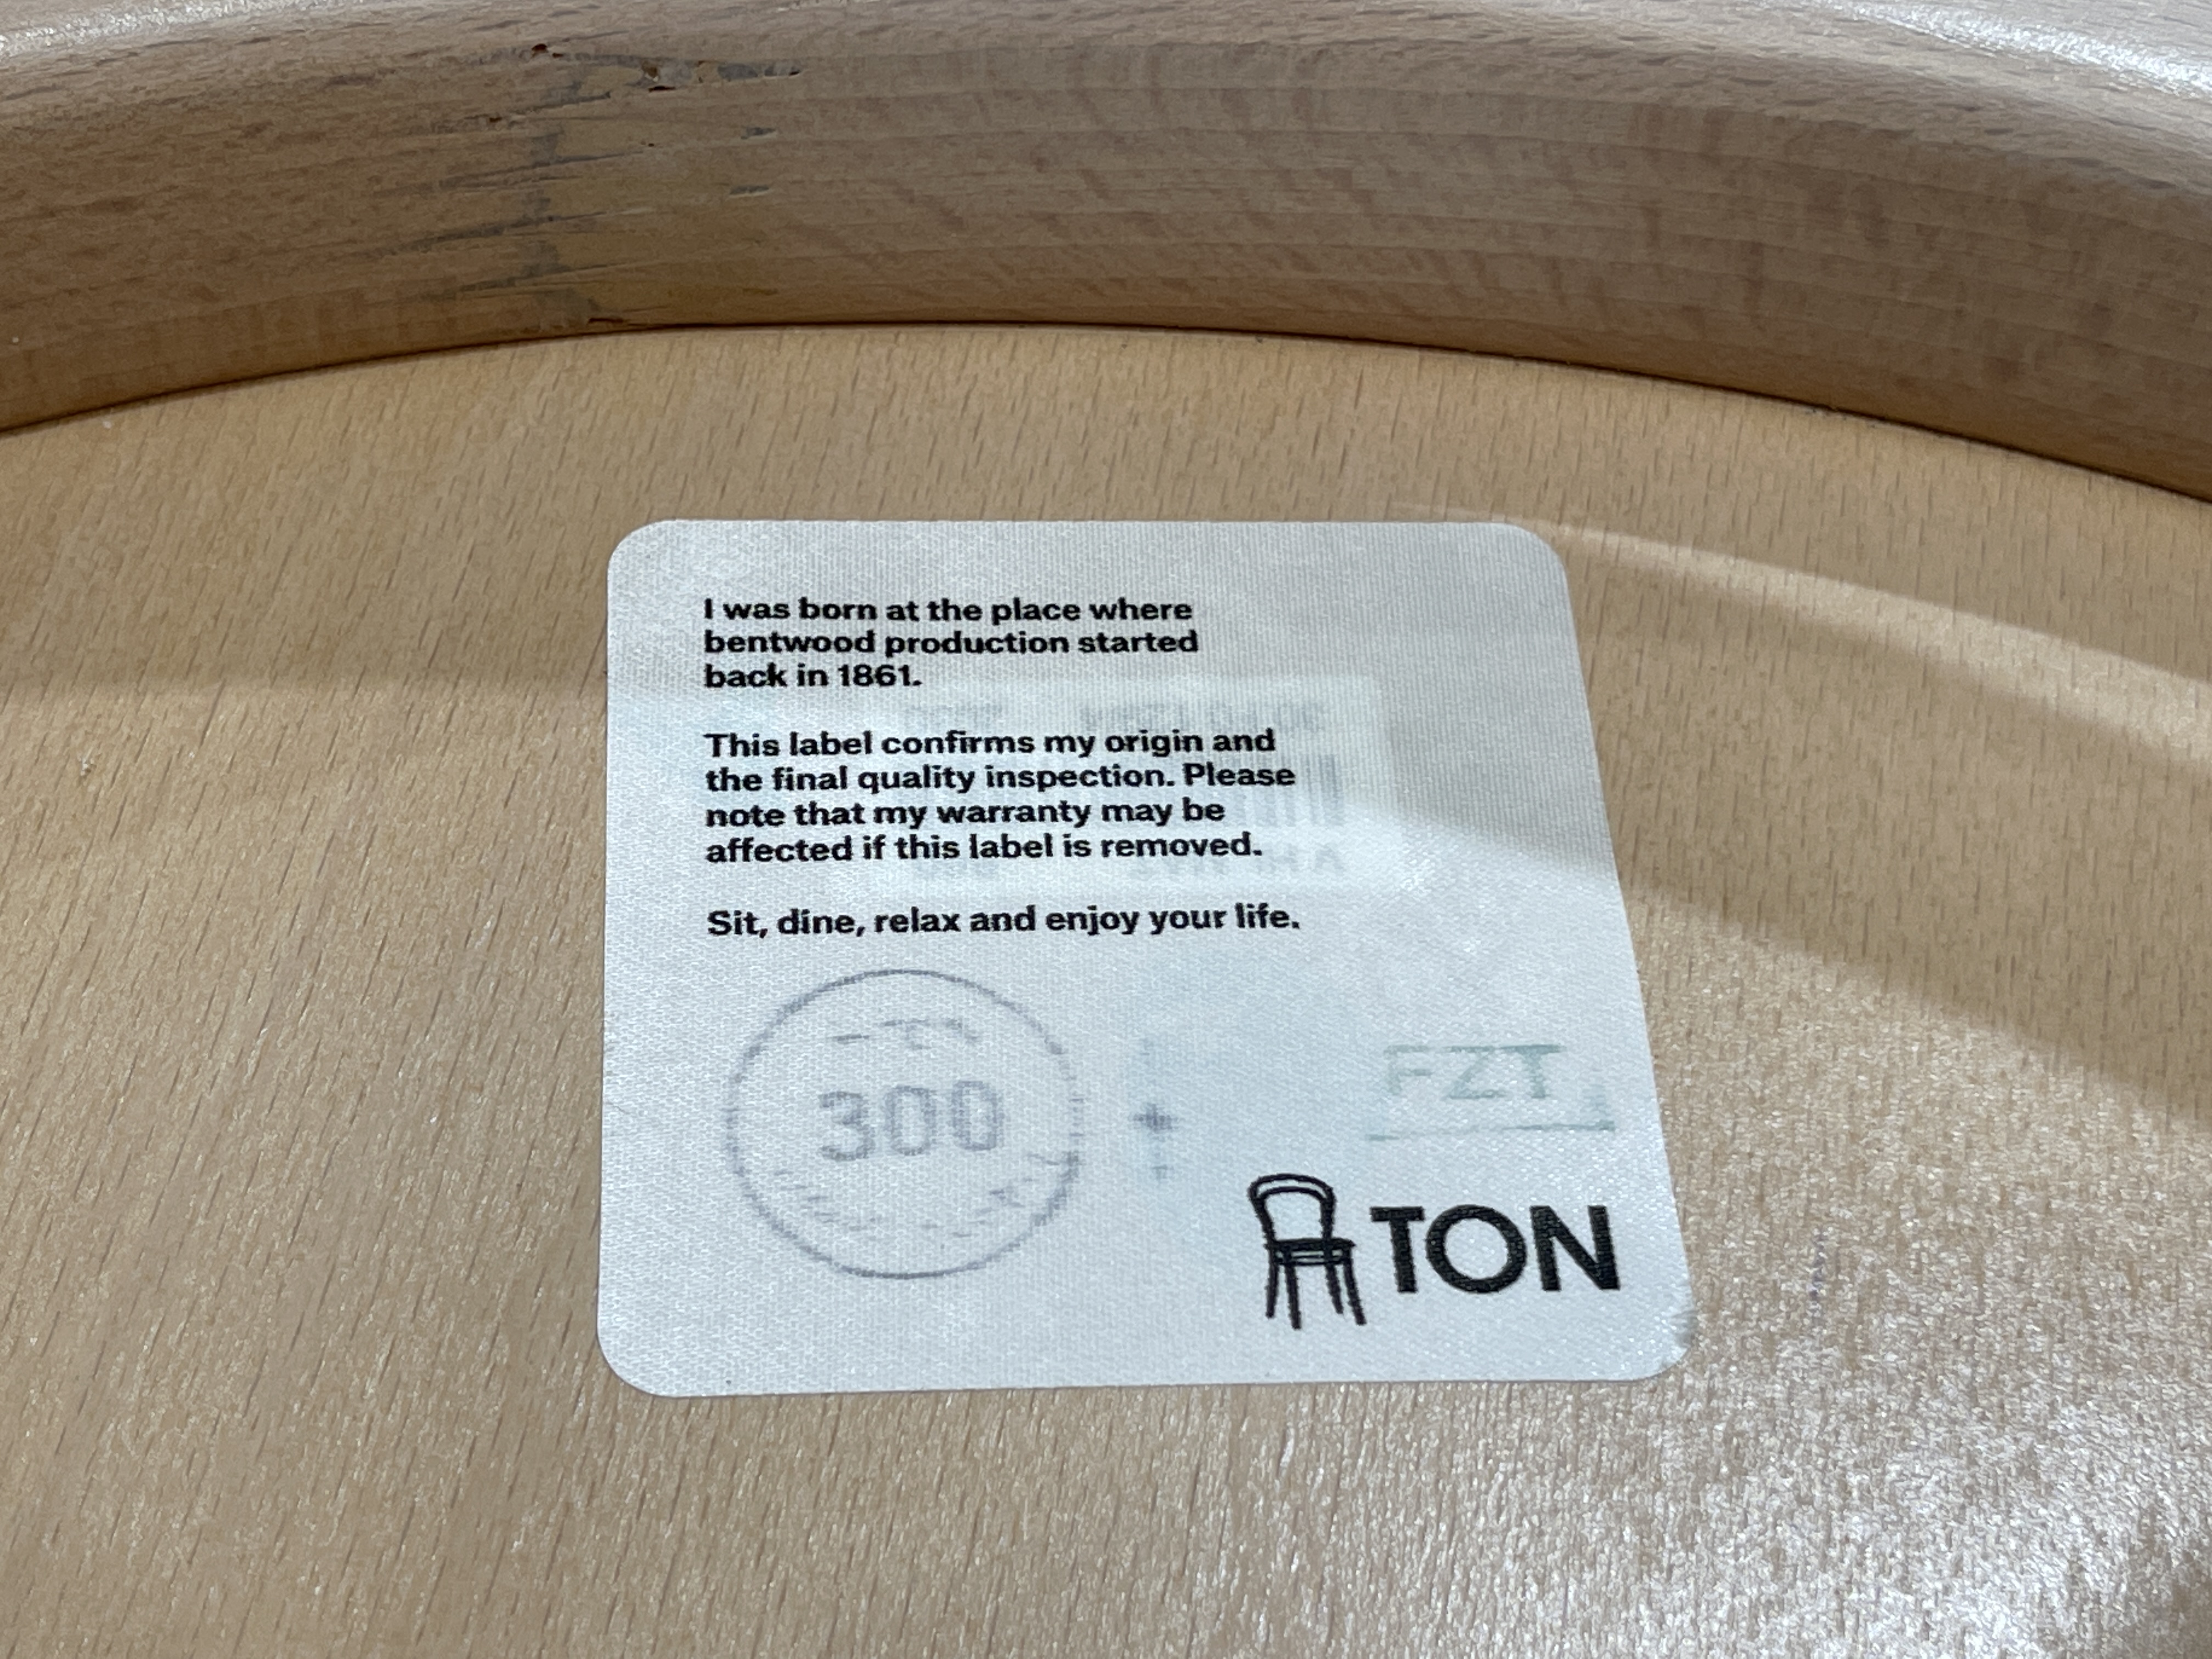 I was born at the place where
bentwood production started
back in 1861.
This label confirms my origin and
the final quality inspection. Please
note that my warranty may be
affected if this label is removed.
Sit, dine, relax and enjoy your life.
300
FZT
TON